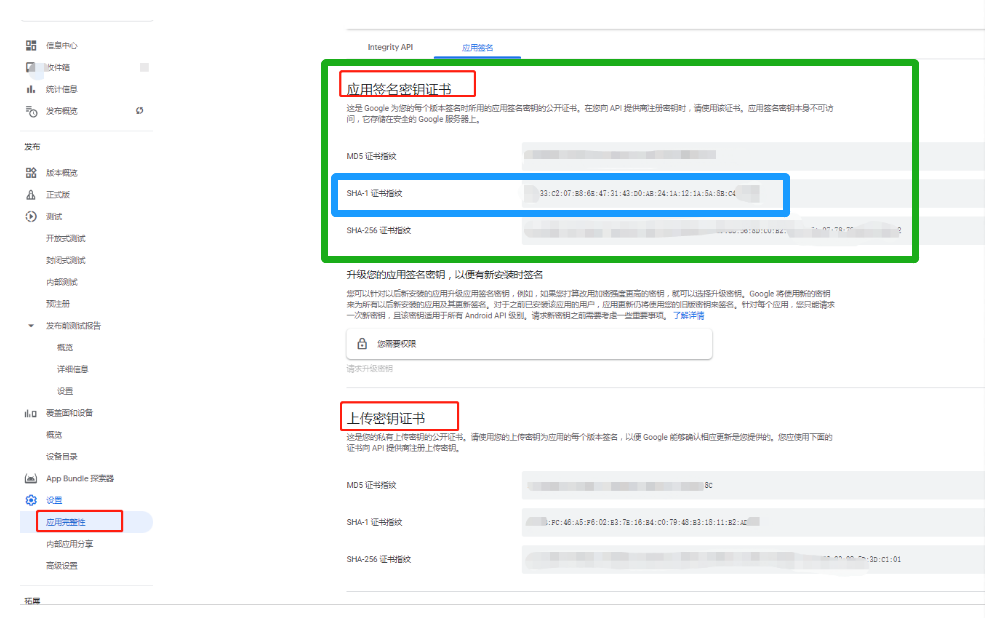 信息中心
收件箱
统计信息
发布概览
发布
版本概览
正式版
测试
开放式测试
封闭式测试
内部测试
预注册
发布前测试报告
概览
详细信息
设置
覆盖面和设备
概览
设备目录
App Bundle 探索器
设置
应用完整性
内部应用分享
高级设置
拓展
Integrity API
应用签名
应用签名密钥证书
这是 Google 为您的每个版本签名时所用的应用签名密钥的公开证书。在您向 API 提供商注册密钥时，请使用该证书。应用签名密钥本身不可访
问，它存储在安全的 Google 服务器上。
MD5 证书指纹
SHA-1 证书指纹
33:C2:07:B8:6E:47:31:43:D0:AB:24:1A:12:1A:5A:5B:C4
SHA-256 证书指纹
升级您的应用签名密钥，以便有新安装时签名
您可以针对以后新安装的应用升级应用签名密钥，例如，如果您打算改用加密强度更高的密钥，就可以选择升级密钥。Google 将使用新的密钥
来为所有以后新安装的应用及其更新签名。对于之前已安装该应用的用户，应用更新仍将使用您的旧版密钥来签名。针对每个应用，您只能请求
一次新密钥，且该密钥适用于所有 Android API 级别。请求新密钥之前需要考虑一些重要事项。 了解详情
您需要权限
请求升级密钥
上传密钥证书
这是您的私有上传密钥的公开证书。请使用您的上传密钥为应用的每个版本签名，以便 Google 能够确认相应更新是您提供的。您应使用下面的
证书向 API 提供商注册上传密钥。
MD5 证书指纹
8C
SHA-1 证书指纹
:FC:46:A5:F6:02:E3:7E:16:B4:C0:79:48:E3:18:11:B2:AD
SHA-256 证书指纹
3D:C1:01